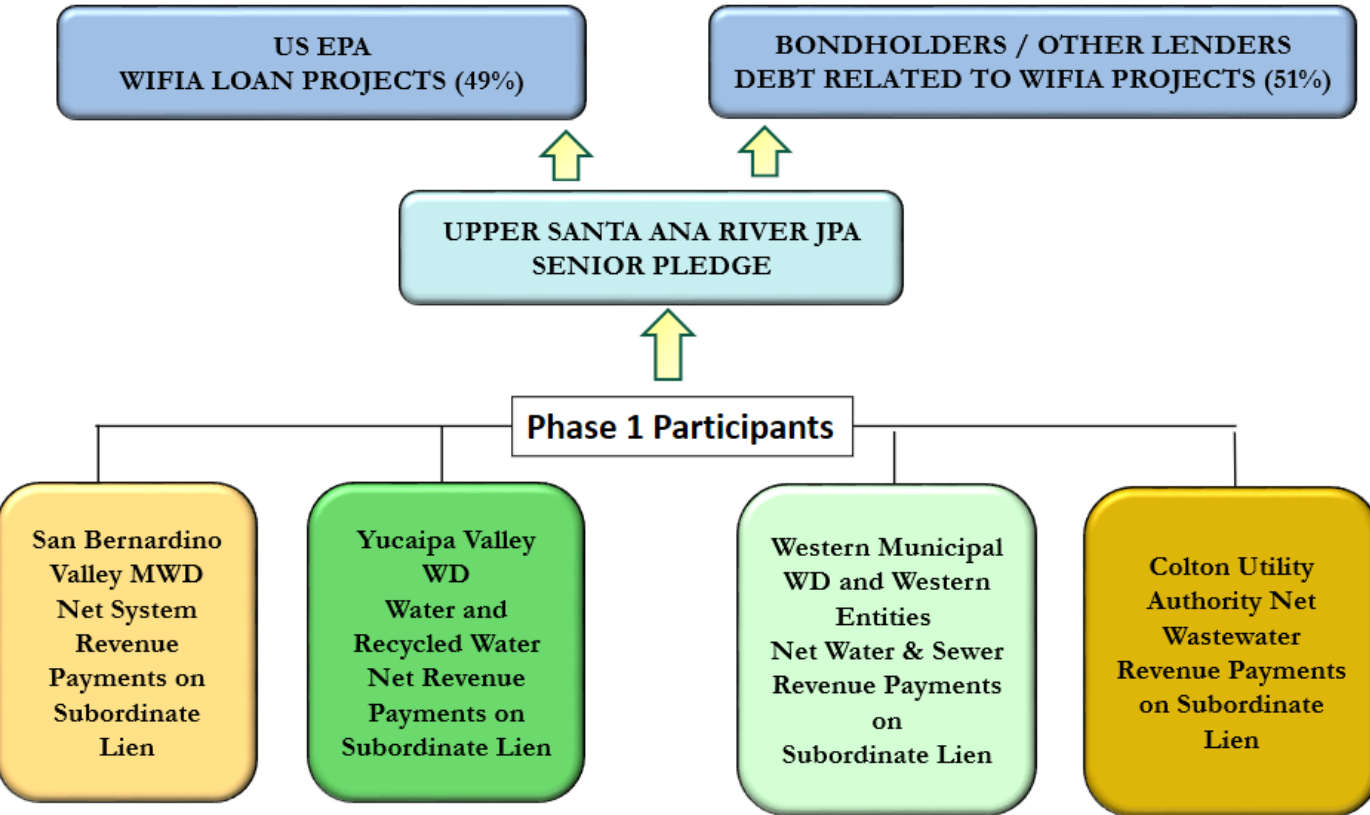 US EPA
WIFIA LOAN PROJECTS (49%)
BONDHOLDERS / OTHER LENDERS
DEBT RELATED TO WIFIA PROJECTS (51%)
UPPER SANTA ANA RIVER JPA
SENIOR PLEDGE
Phase 1 Participants
San Bernardino
Valley MWD
Net System
Revenue
Payments on
Subordinate
Lien
Yucaipa Valley
WD
Water and
Recycled Water
Net Revenue
Payments on
Subordinate Lien
Western Municipal
WD and Western
Entities
Net Water & Sewer
Revenue Payments
on
Subordinate Lien
Colton Utility
Authority Net
Wastewater
Revenue Payments
on Subordinate
Lien